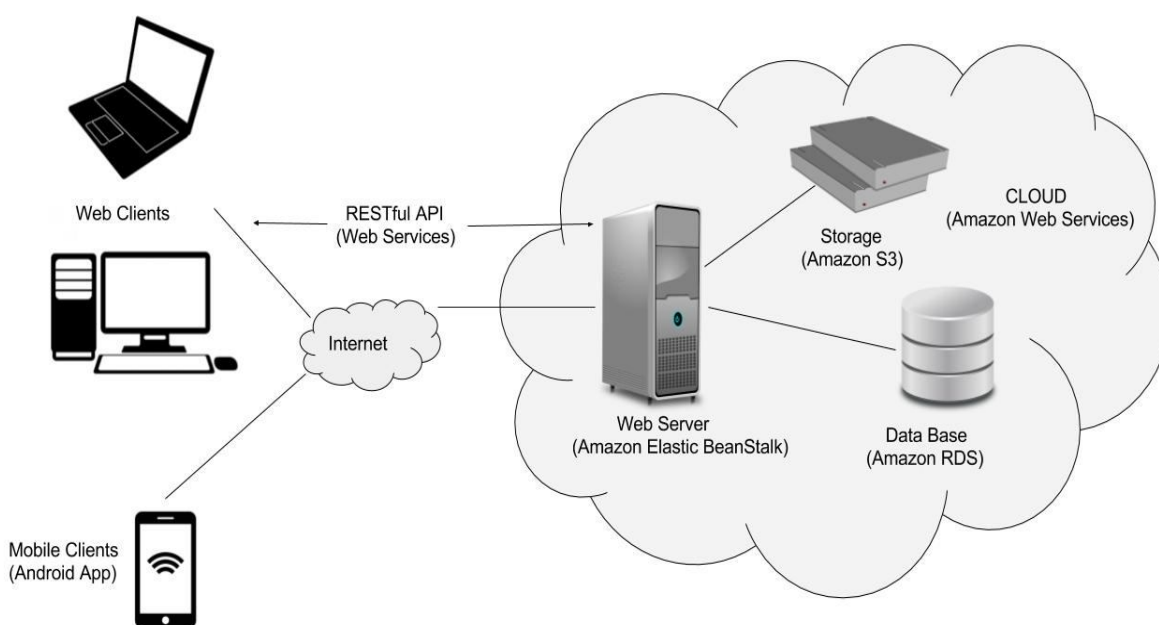 Web Clients
RESTful API
(Web Services)
CLOUD
(Amazon Web Services)
Storage
(Amazon S3)
Internet
Web Server
(Amazon Elastic BeanStalk)
Data Base
(Amazon RDS)
Mobile Clients
(Android App)